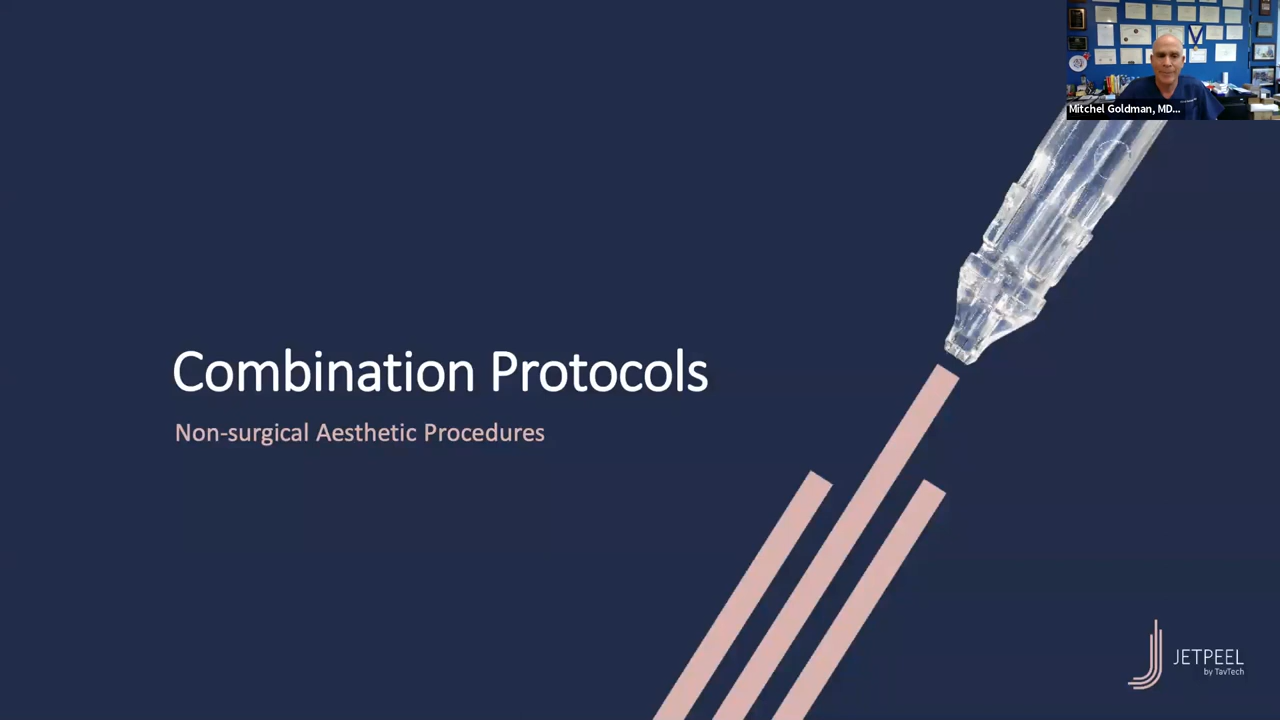 Mitchel Goldman, MD...
Combination Protocols
Non-surgical Aesthetic Procedures
JETPEEL
by TavTech